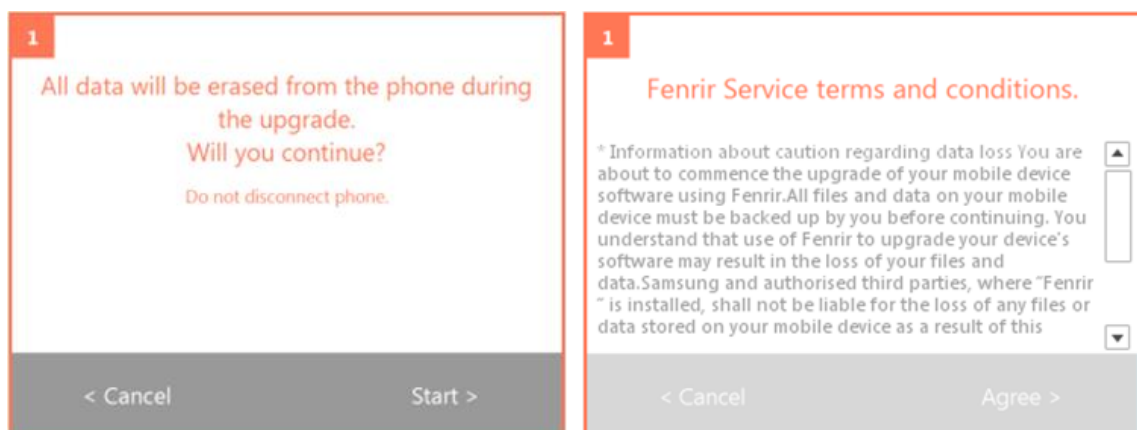 1
All data will be erased from the phone during
the upgrade.
Will you continue?
Do not disconnect phone.
< Cancel
Start >
1
Fenrir Service terms and conditions.
* Information about caution regarding data loss You are
about to commence the upgrade of your mobile device
software using Fenrir.All files and data on your mobile
device must be backed up by you before continuing. You
understand that use of Fenrir to upgrade your device's
software may result in the loss of your files and
data.Samsung and authorised third parties, where “Fenrir
” is installed, shall not be liable for the loss of any files or
data stored on your mobile device as a result of this
< Cancel
Agree >